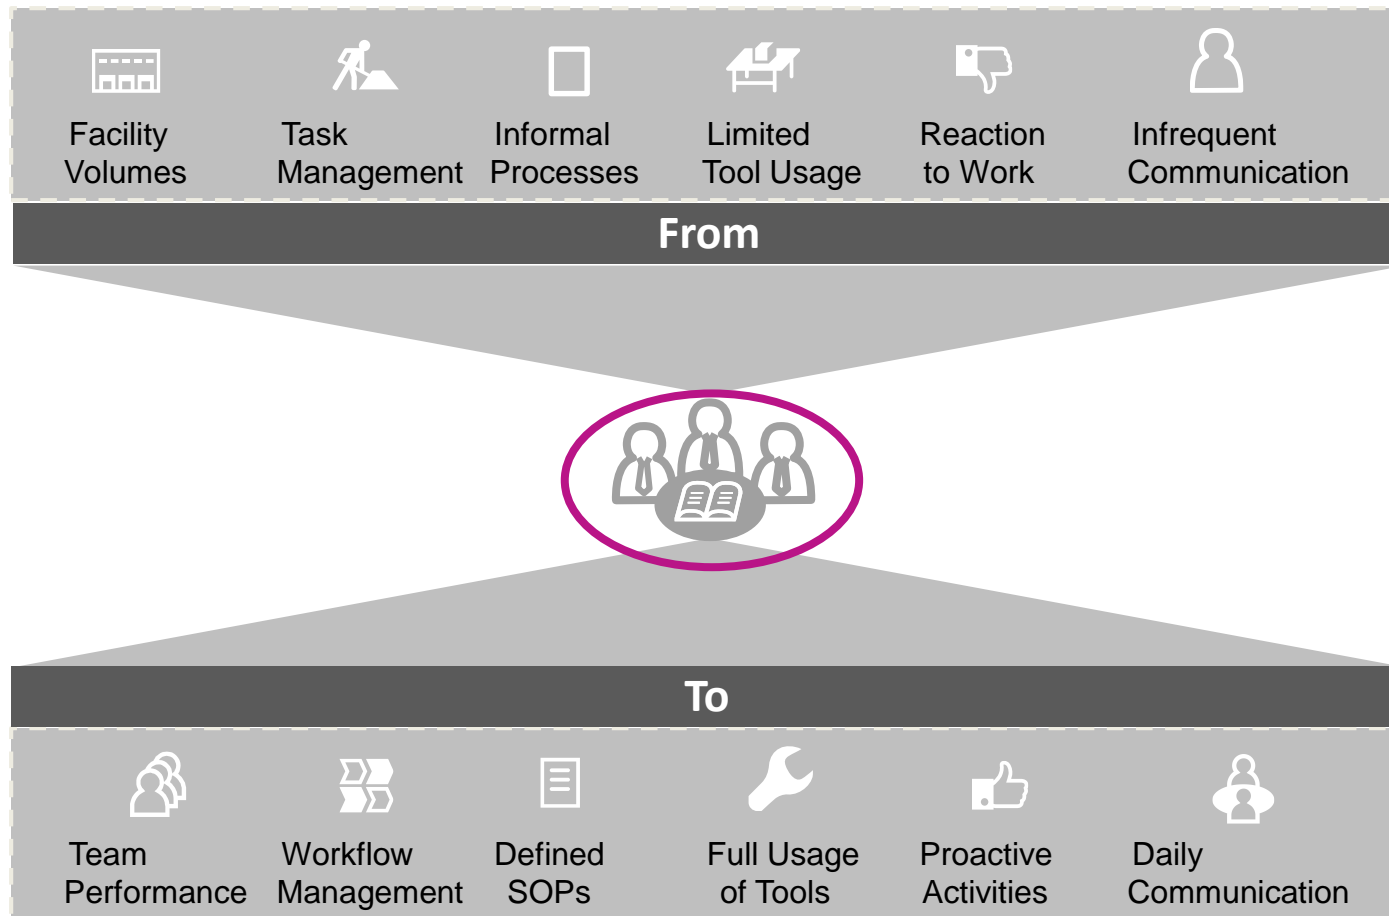 Facility
Volumes
Task
Management
Informal
Processes
Limited
Tool Usage
Reaction
to Work
Infrequent
Communication
From
To
Team
Performance
Workflow
Management
Defined
SOPs
Full Usage
of Tools
Proactive
Activities
Daily
Communication